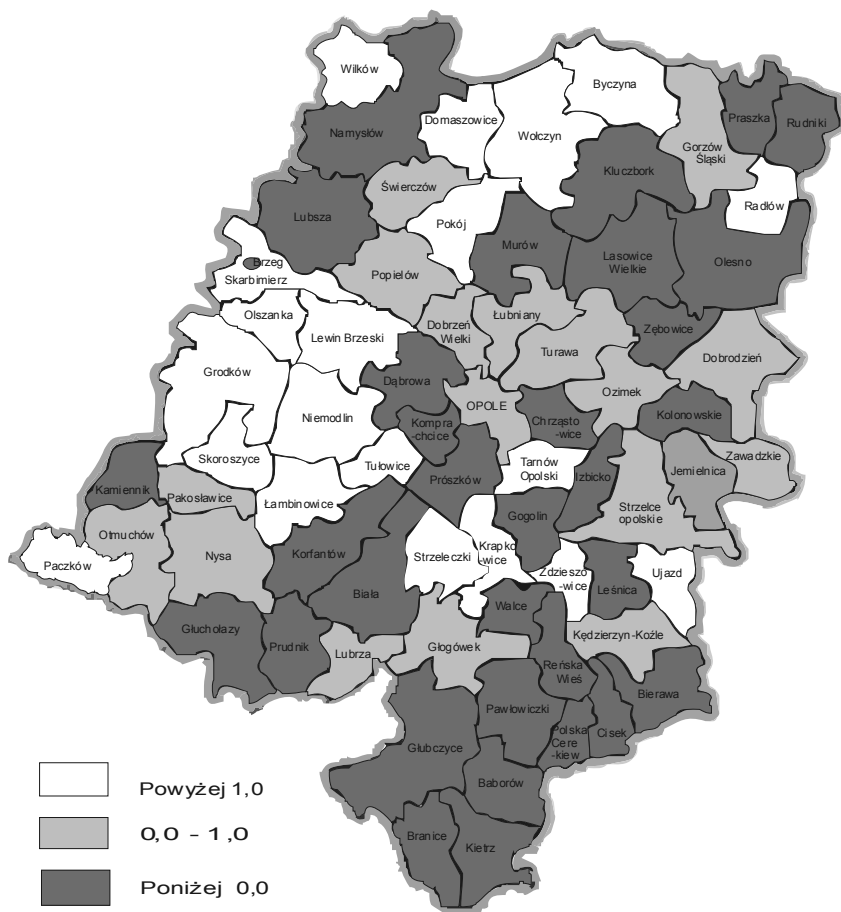 Wilków
Byczyna
Praszka
Rudniki
Domaszowice
Wołczyn
Namysłów
Gorzów
Śląski
Kluczbork
Świerczów
Radłów
Lubsza
Pokój
Murów
Lasowice
Wielkie
Olesno
Brzeg
Skarbimierz
Popielów
Olszanka
Lewin Brzeski
Dobrzeń
Wielki
Łubniany
Zębowice
Turawa
Dobrodzień
Grodków
Dąbrowa
Ozimek
Niemodlin
OPOLE
Chrząsto
-wice
Kolonowskie
Kompra
-chcice
Skoroszyce
Tułowice
Tarnów
Opolski
Zawadzkie
Jemielnica
Izbicko
Kamiennik
Pakosławice
Prószków
Łambinowice
Strzelce
opolskie
Gogolin
Otmuchów
Nysa
Korfantów
Strzeleczki
Krapko
-wice
Paczków
Zdzieszo
-wice
Leśnica
Ujazd
Biała
Walce
Głuchołazy
Prudnik
Lubrza
Głogówek
Kędzierzyn-Koźle
Reńska
Wieś
Bierawa
Pawłowiczki
Głubczyce
Polska
Cere
-kiew
Cisek
Baborów
Branice
Kietrz
Powyżej 1,0
0,0 - 1,0
Poniżej 0,0